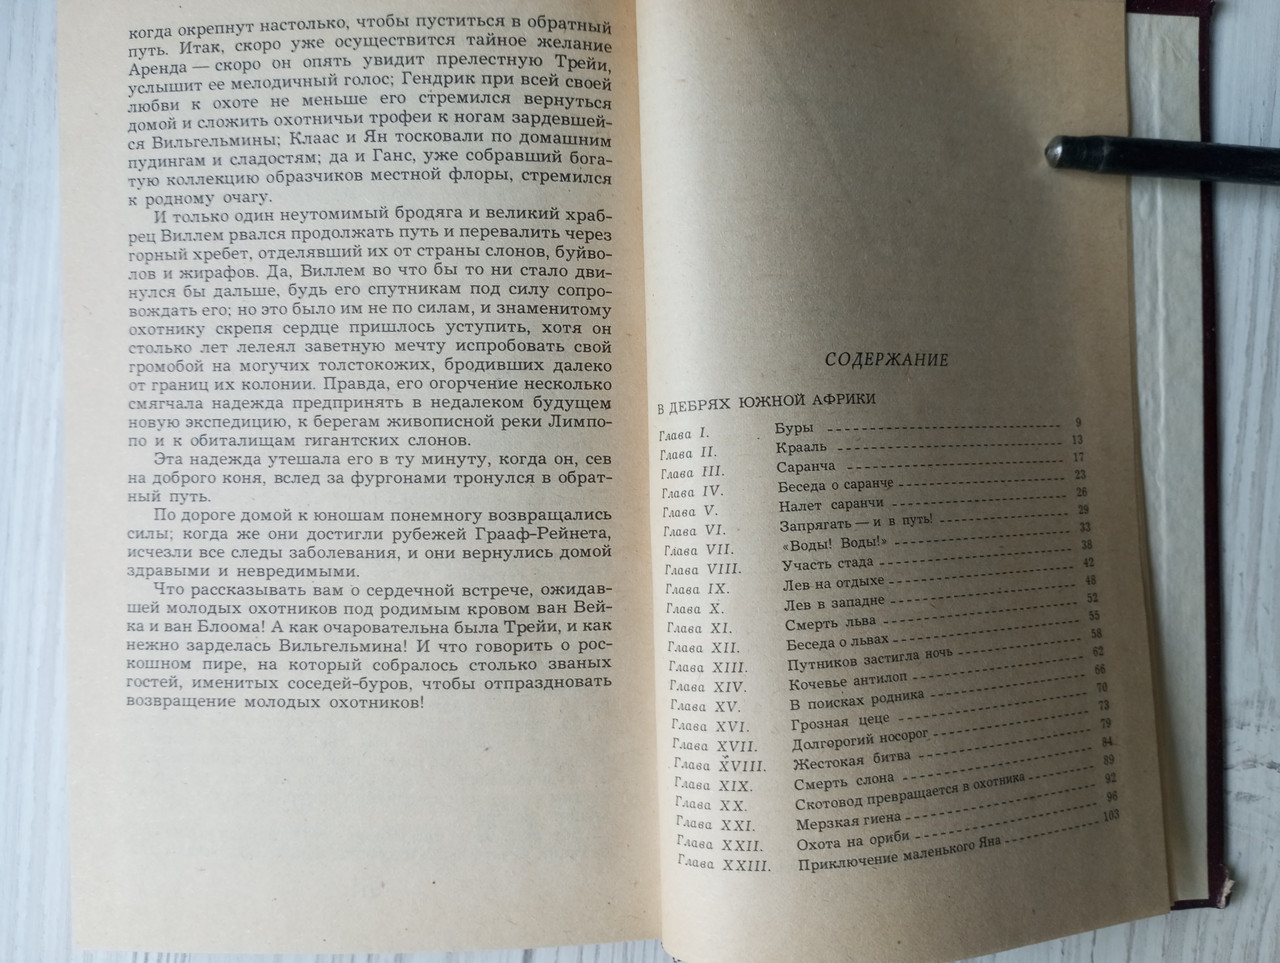 когда окрепнут настолько, чтобы пуститься в обратный
путь. Итак, скоро уже осуществится тайное желание
Аренда — скоро он опять увидит прелестную Трейи,
услышит ее мелодичный голос; Гендрик при всей своей
любви к охоте не меньше его стремился вернуться
домой и сложить охотничьи трофеи к ногам зардевшей-
ся Вильгельмины; Клаас и Ян тосковали по домашним
пудингам и сладостям; да и Ганс, уже собравший бога-
тую коллекцию образчиков местной флоры, стремился
к родному очагу.
И только один неутомимый бродяга и великий храб-
рец Виллем рвался продолжать путь и перевалить через
горный хребет, отделявший их от страны слонов, буйво-
лов и жирафов. Да, Виллем во что бы то ни стало дви-
нулся бы дальше, будь его спутникам под силу сопро-
вождать его; но это было им не по силам, и знаменитому
охотнику скрепя сердце пришлось уступить, хотя он
столько лет лелеял заветную мечту испробовать свой
громобой на могучих толстокожих, бродивших далеко
от границ их колонии. Правда, его огорчение несколько
смягчала надежда предпринять в недалеком будущем
новую экспедицию, к берегам живописной реки Лимпо-
по и к обиталищам гигантских слонов.
Эта надежда утешала его в ту минуту, когда он, сев
на доброго коня, вслед за фургонами тронулся в обрат-
ный путь.
По дороге домой к юношам понемногу возвращались
силы; когда же они достигли рубежей Грааф-Рейнета,
исчезли все следы заболевания, и они вернулись домой
здравыми и невредимыми.
Что рассказывать вам о сердечной встрече, ожидав-
шей молодых охотников под родимым кровом ван Вей-
ка и ван Блоома! А как очаровательна была Трейи, и как
нежно зарделась Вильгельмина! И что говорить о рос-
кошном пире, на который собралось столько званых
гостей, именитых соседей-буров, чтобы отпраздновать
возвращение молодых охотников!
СОДЕРЖАНИЕ
В ДЕБРЯХ ЮЖНОЙ АФРИКИ
Глава I. Буры 9
Глава II. Крааль 13
Глава III. Саранча 17
Глава IV. Беседа о саранче 23
Глава V. Налет саранчи 26
Глава VI. Запрягать — и в путь! 29
Глава VII. «Воды! Воды!» 33
Глава VIII. Участь стада 38
Глава IX. Лев на отдыхе 42
Глава X. Лев в западне 48
Глава XI. Смерть льва 52
Глава XII. Беседа о львах 55
Глава XIII. Путников застигла ночь 58
Глава XIV. Кочевье антилоп 62
Глава XV. В поисках родника 66
Глава XVI. Грозная цеце 70
Глава XVII. Долгорогий носорог 73
Глава XVIII. Жестокая битва 79
Глава XIX. Смерть слона 84
Глава XX. Скотовод превращается в охотника 89
Глава XXI. Мерзкая гиена 92
Глава XXII. Охота на ориби 96
Глава XXIII. Приключение маленького Яна 103